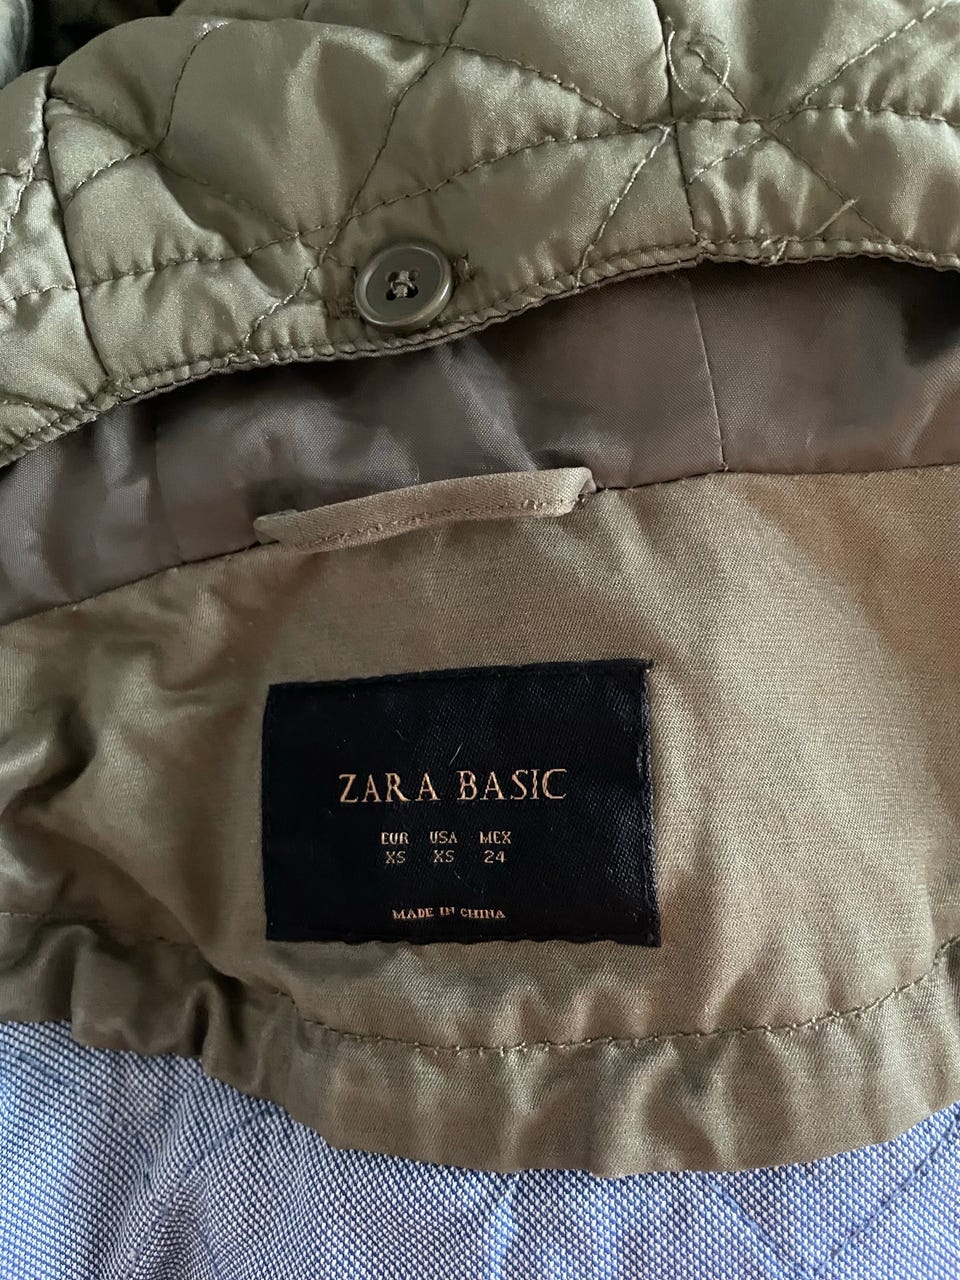 ZARA BASIC
EUR USA MEX
XS XS 24
MADE IN CHINA